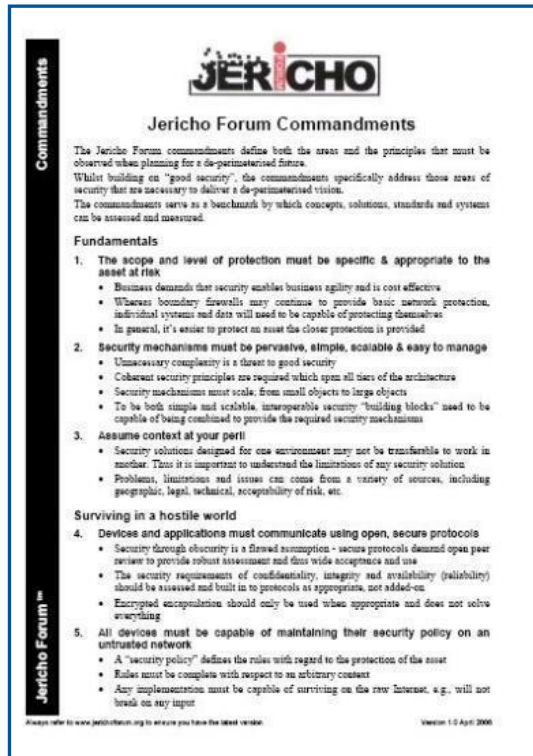 Commandments
Jericho Forum™
JERICHO
FORUM
Jericho Forum Commandments
The Jericho Forum commandments define both the areas and the principles that must be
observed when planning for a de-perimeterised future.
Whilst building on "good security", the commandments specifically address those areas of
security that are necessary to deliver a de-perimeterised vision.
The commandments serve as a benchmark by which concepts, solutions, standards and systems
can be assessed and measured.
Fundamentals
1. The scope and level of protection must be specific & appropriate to the
asset at risk
• Business demands that security enables business agility and is cost effective
• Whereas boundary firewalls may continue to provide basic network protection,
individual systems and data will need to be capable of protecting themselves
• In general, it's easier to protect an asset the closer protection is provided
2. Security mechanisms must be pervasive, simple, scalable & easy to manage
• Unnecessary complexity is a threat to good security
• Coherent security principles are required which span all tiers of the architecture
• Security mechanisms must scale; from small objects to large objects
• To be both simple and scalable, interoperable security "building blocks" need to be
capable of being combined to provide the required security mechanisms
3. Assume context at your peril
• Security solutions designed for one environment may not be transferable to work in
another. Thus it is important to understand the limitations of any security solution
• Problems, limitations and issues can come from a variety of sources, including
geographic, legal, technical, acceptability of risk, etc.
Surviving in a hostile world
4. Devices and applications must communicate using open, secure protocols
• Security through obscurity is a flawed assumption - secure protocols demand open peer
review to provide robust assessment and thus wide acceptance and use
• The security requirements of confidentiality, integrity and availability (reliability)
should be assessed and built in to protocols as appropriate, not added-on
• Encrypted encapsulation should only be used when appropriate and does not solve
everything
5. All devices must be capable of maintaining their security policy on an
untrusted network
• A "security policy" defines the rules with regard to the protection of the asset
• Rules must be complete with respect to an arbitrary context
• Any implementation must be capable of surviving on the raw Internet, e.g., will not
break on any input
Always refer to www.jerichoforum.org to ensure you have the latest version
Version 1.0 April 2006